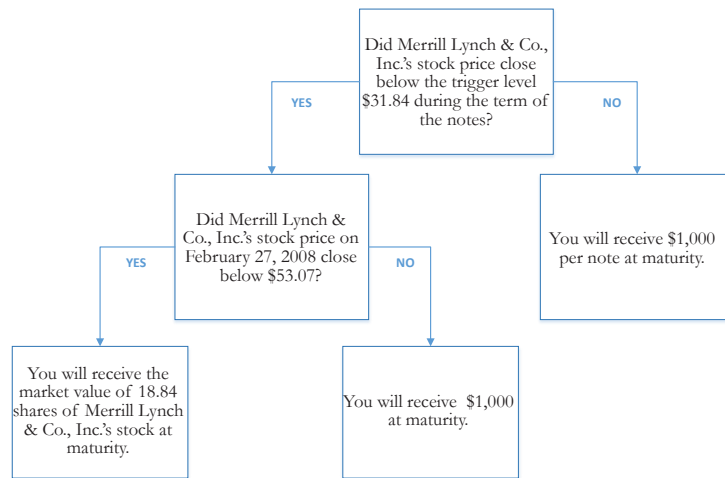 Did Merrill Lynch & Co.,
Inc.'s stock price close
below the trigger level
$31.84 during the term of
the notes?
YES
NO
Did Merrill Lynch &
Co., Inc.'s stock price on
February 27, 2008 close
below $53.07?
You will receive $1,000
per note at maturity.
YES
NO
You will receive the
market value of 18.84
shares of Merrill Lynch
& Co., Inc.'s stock at
maturity.
You will receive $1,000
at maturity.